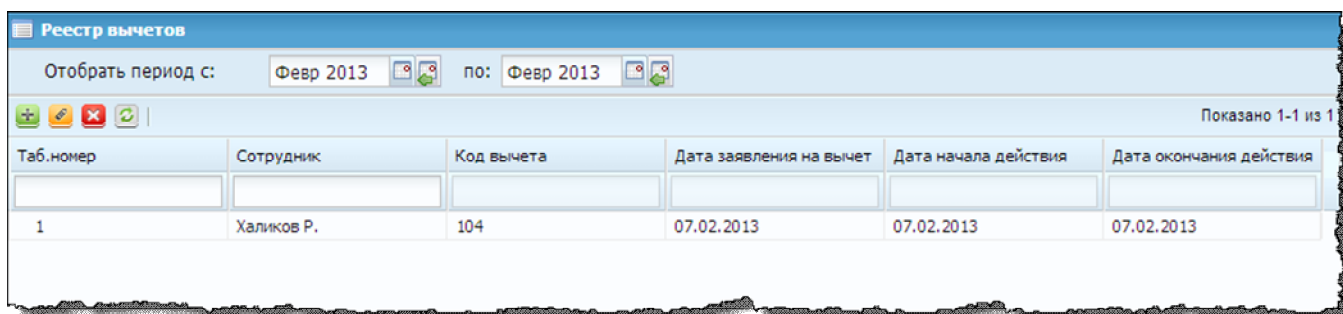 Реестр вычетов
Отобрать период с: Февр 2013 по: Февр 2013
Показано 1-1 из 1
Таб.номер Сотрудник Код вычета Дата заявления на вычет Дата начала действия Дата окончания действия
1 Халиков Р. 104 07.02.2013 07.02.2013 07.02.2013